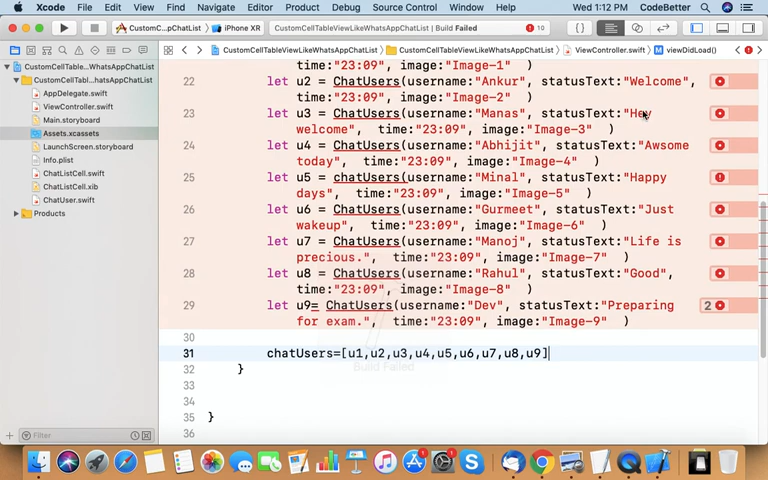 Xcode File Edit View Find Navigate Editor Product Debug Source Control Window Wed 1:12 PM CodeBetter
CustomC...pChatList iPhone XR CustomCellTableViewLikeWhatsAppChatList | Build Failed 10
CustomCellTableViewLikeWhatsAppChatList CustomCellTableViewLikeWhatsAppChatList ViewController.swift M viewDidLoad()
CustomCellTable...WhatsAppChatList
CustomCellTabl...hatsAppChatList
AppDelegate.swift
ViewController.swift
Main.storyboard
Assets.xcassets
LaunchScreen.storyboard
Info.plist
ChatListCell.swift
ChatListCell.xib
ChatUser.swift
Products
time:"23:09", image:"Image-1" )
22 let u2 = ChatUsers(username:"Ankur", statusText:"Welcome",
time:"23:09", image:"Image-2" )
23 let u3 = ChatUsers(username:"Manas", statusText:"Hey
welcome", time:"23:09", image:"Image-3" )
24 let u4 = ChatUsers(username:"Abhijit", statusText:"Awsome
today", time:"23:09", image:"Image-4" )
25 let u5 = chatUsers(username:"Minal", statusText:"Happy
days", time:"23:09", image:"Image-5" )
26 let u6 = ChatUsers(username:"Gurmeet", statusText:"Just
wakeup", time:"23:09", image:"Image-6" )
27 let u7 = ChatUsers(username:"Manoj", statusText:"Life is
precious.", time:"23:09", image:"Image-7" )
28 let u8 = ChatUsers(username:"Rahul", statusText:"Good",
time:"23:09", image:"Image-8" )
29 let u9= ChatUsers(username:"Dev", statusText:"Preparing 2
for exam.", time:"23:09", image:"Image-9" )
30
31 chatUsers=[u1,u2,u3,u4,u5,u6,u7,u8,u9]
Build Failed
32 }
33
34
35 }
36
Filter